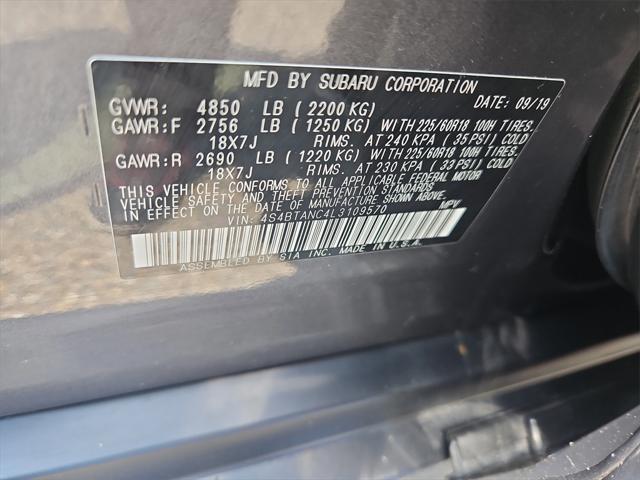 MFD BY SUBARU CORPORATION
GVWR: 4850 LB (2200 KG) DATE: 09/19
GAWR:F 2756 LB (1250 KG) WITH 225/60R18 100H TIRES.
18X7J RIMS. AT 240 KPA ( 35 PSI) COLD
GAWR:R 2690 LB (1220 KG) WITH 225/60R18 100H TIRES.
18X7J RIMS. AT 230 KPA ( 33 PSI) COLD
THIS VEHICLE CONFORMS TO ALL APPLICABLE FEDERAL MOTOR
VEHICLE SAFETY AND THEFT PREVENTION STANDARDS
IN EFFECT ON THE DATE OF MANUFACTURE SHOWN ABOVE.
VIN: 4S4BTANC4L3109570 MPV
ASSEMBLED BY SIA INC. MADE IN U.S.A.